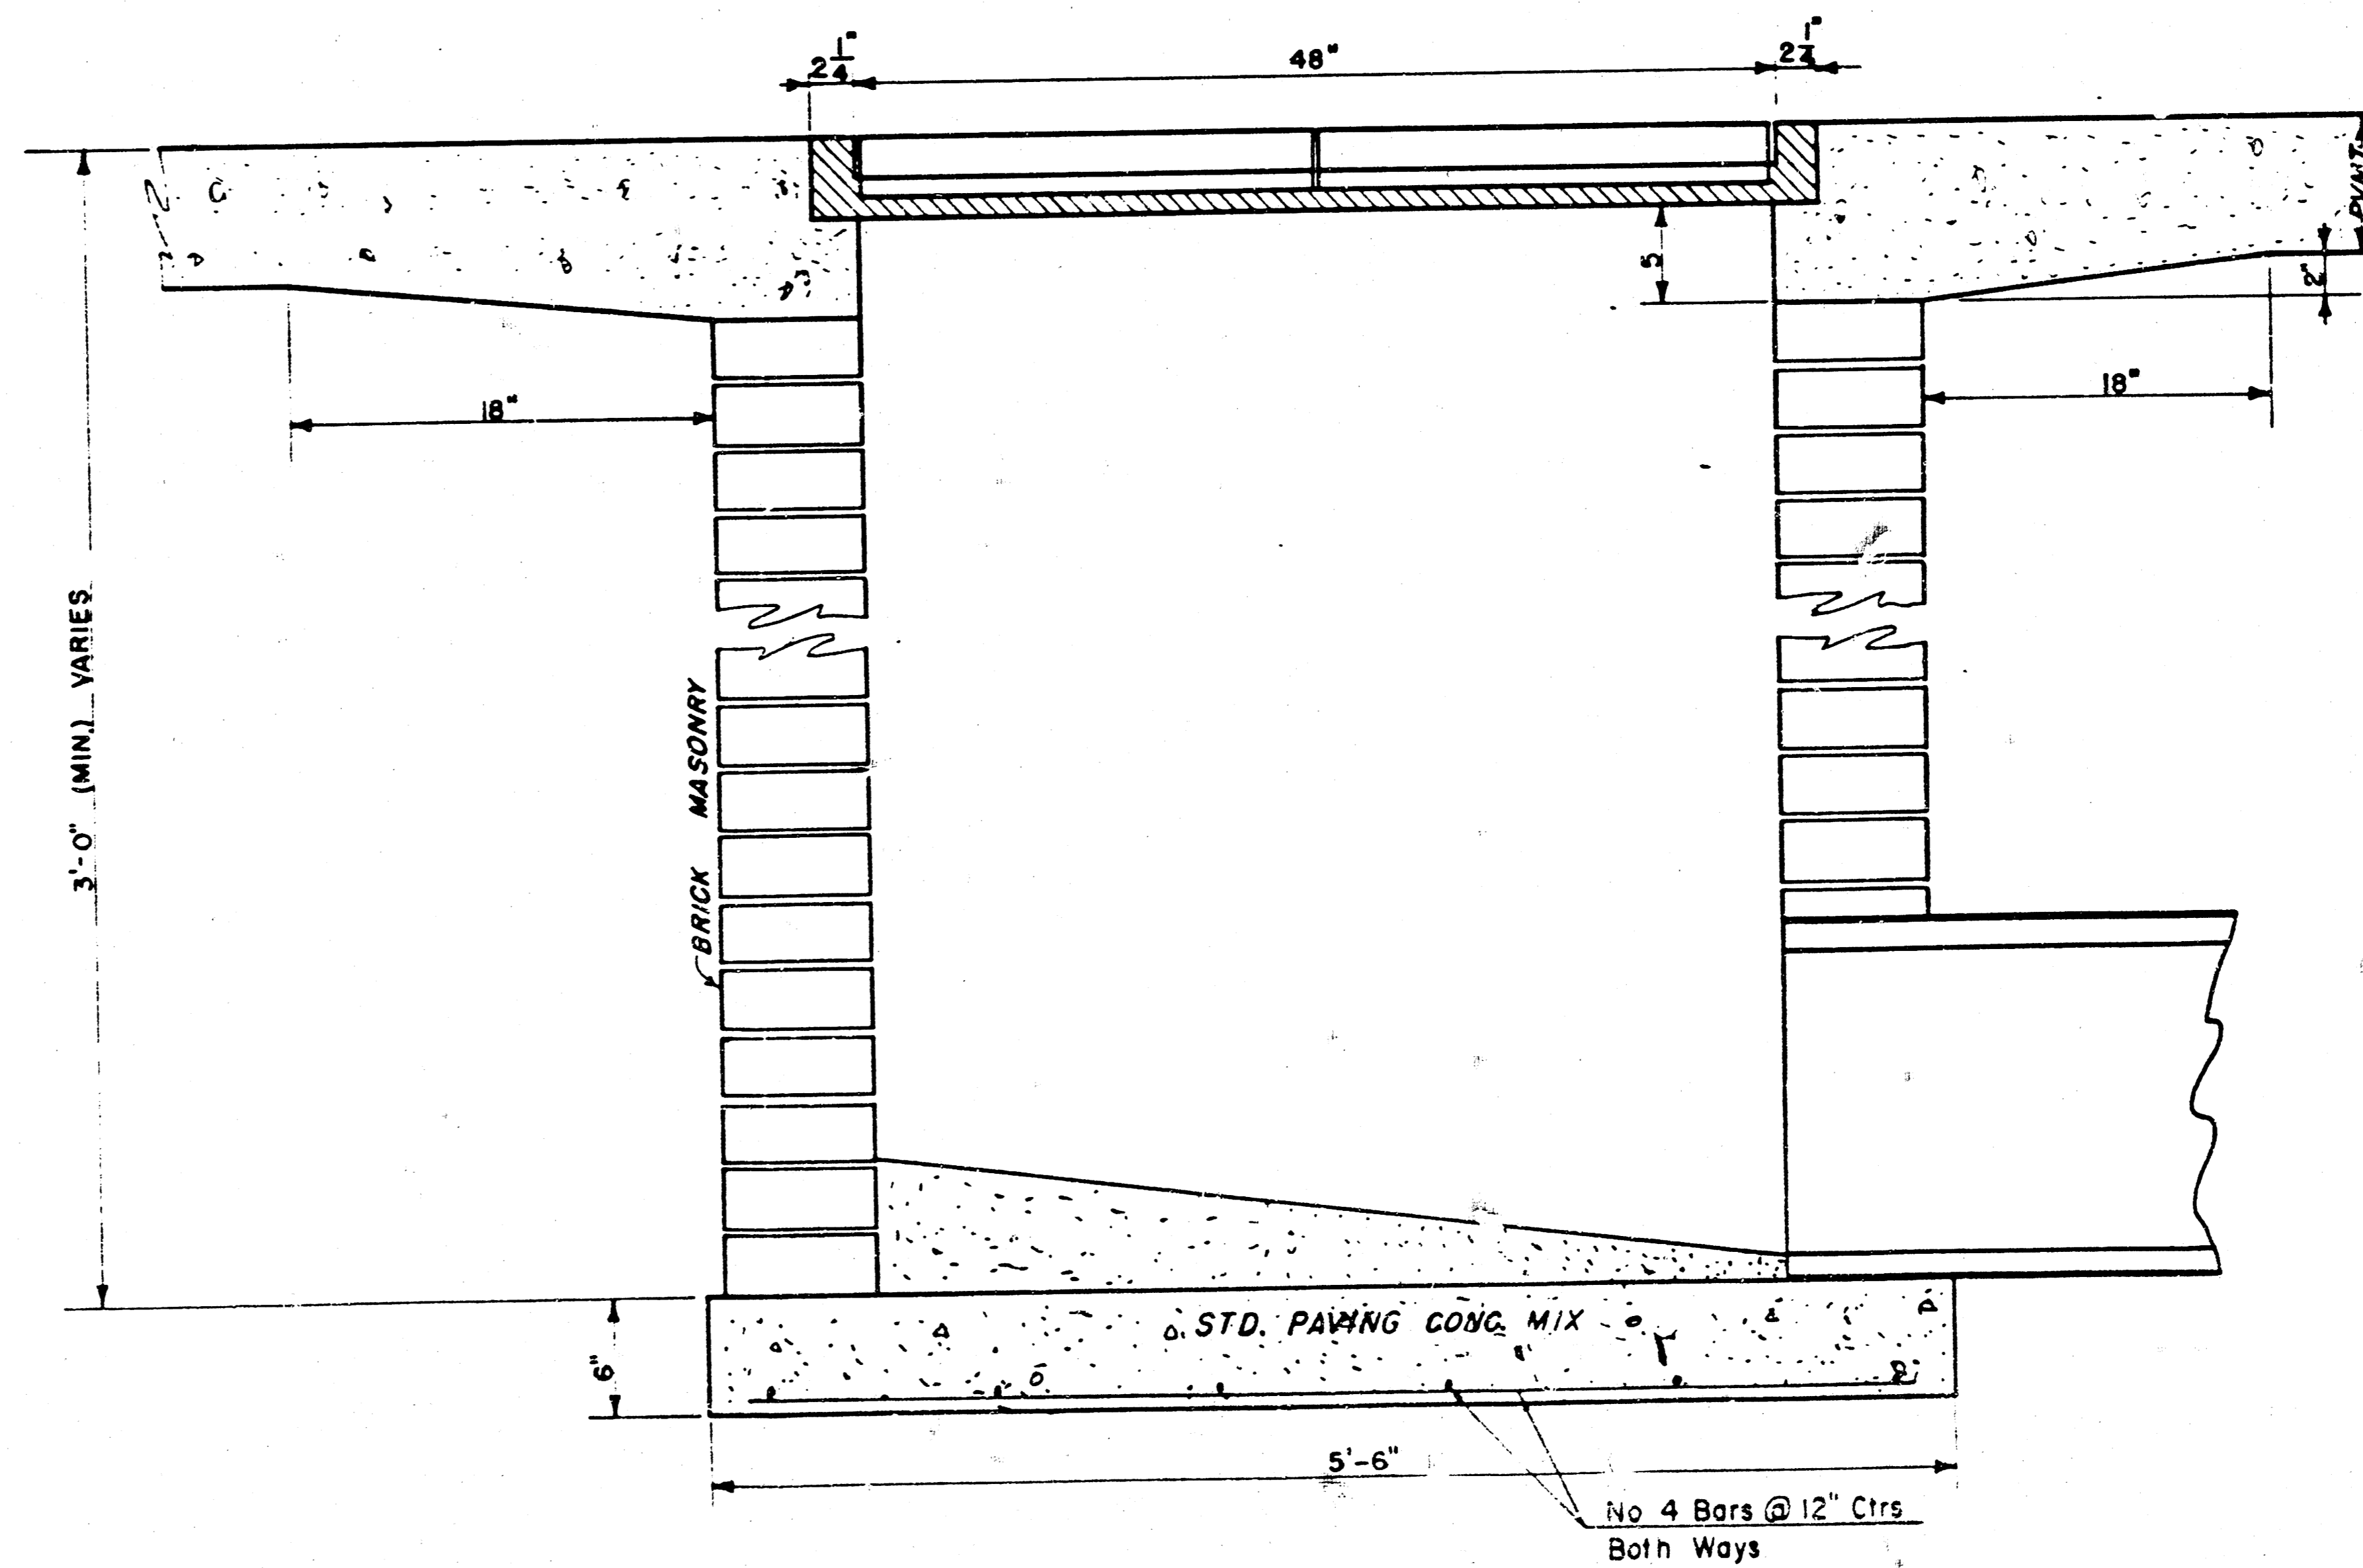 2 1/4"
48"
2 1/4"
PVMT
5
2"
18"
18"
3'-0" (MIN.) VARIES
BRICK MASONRY
STD. PAVING CONC. MIX
6"
5'-6"
No 4 Bars @ 12" Ctrs
Both Ways